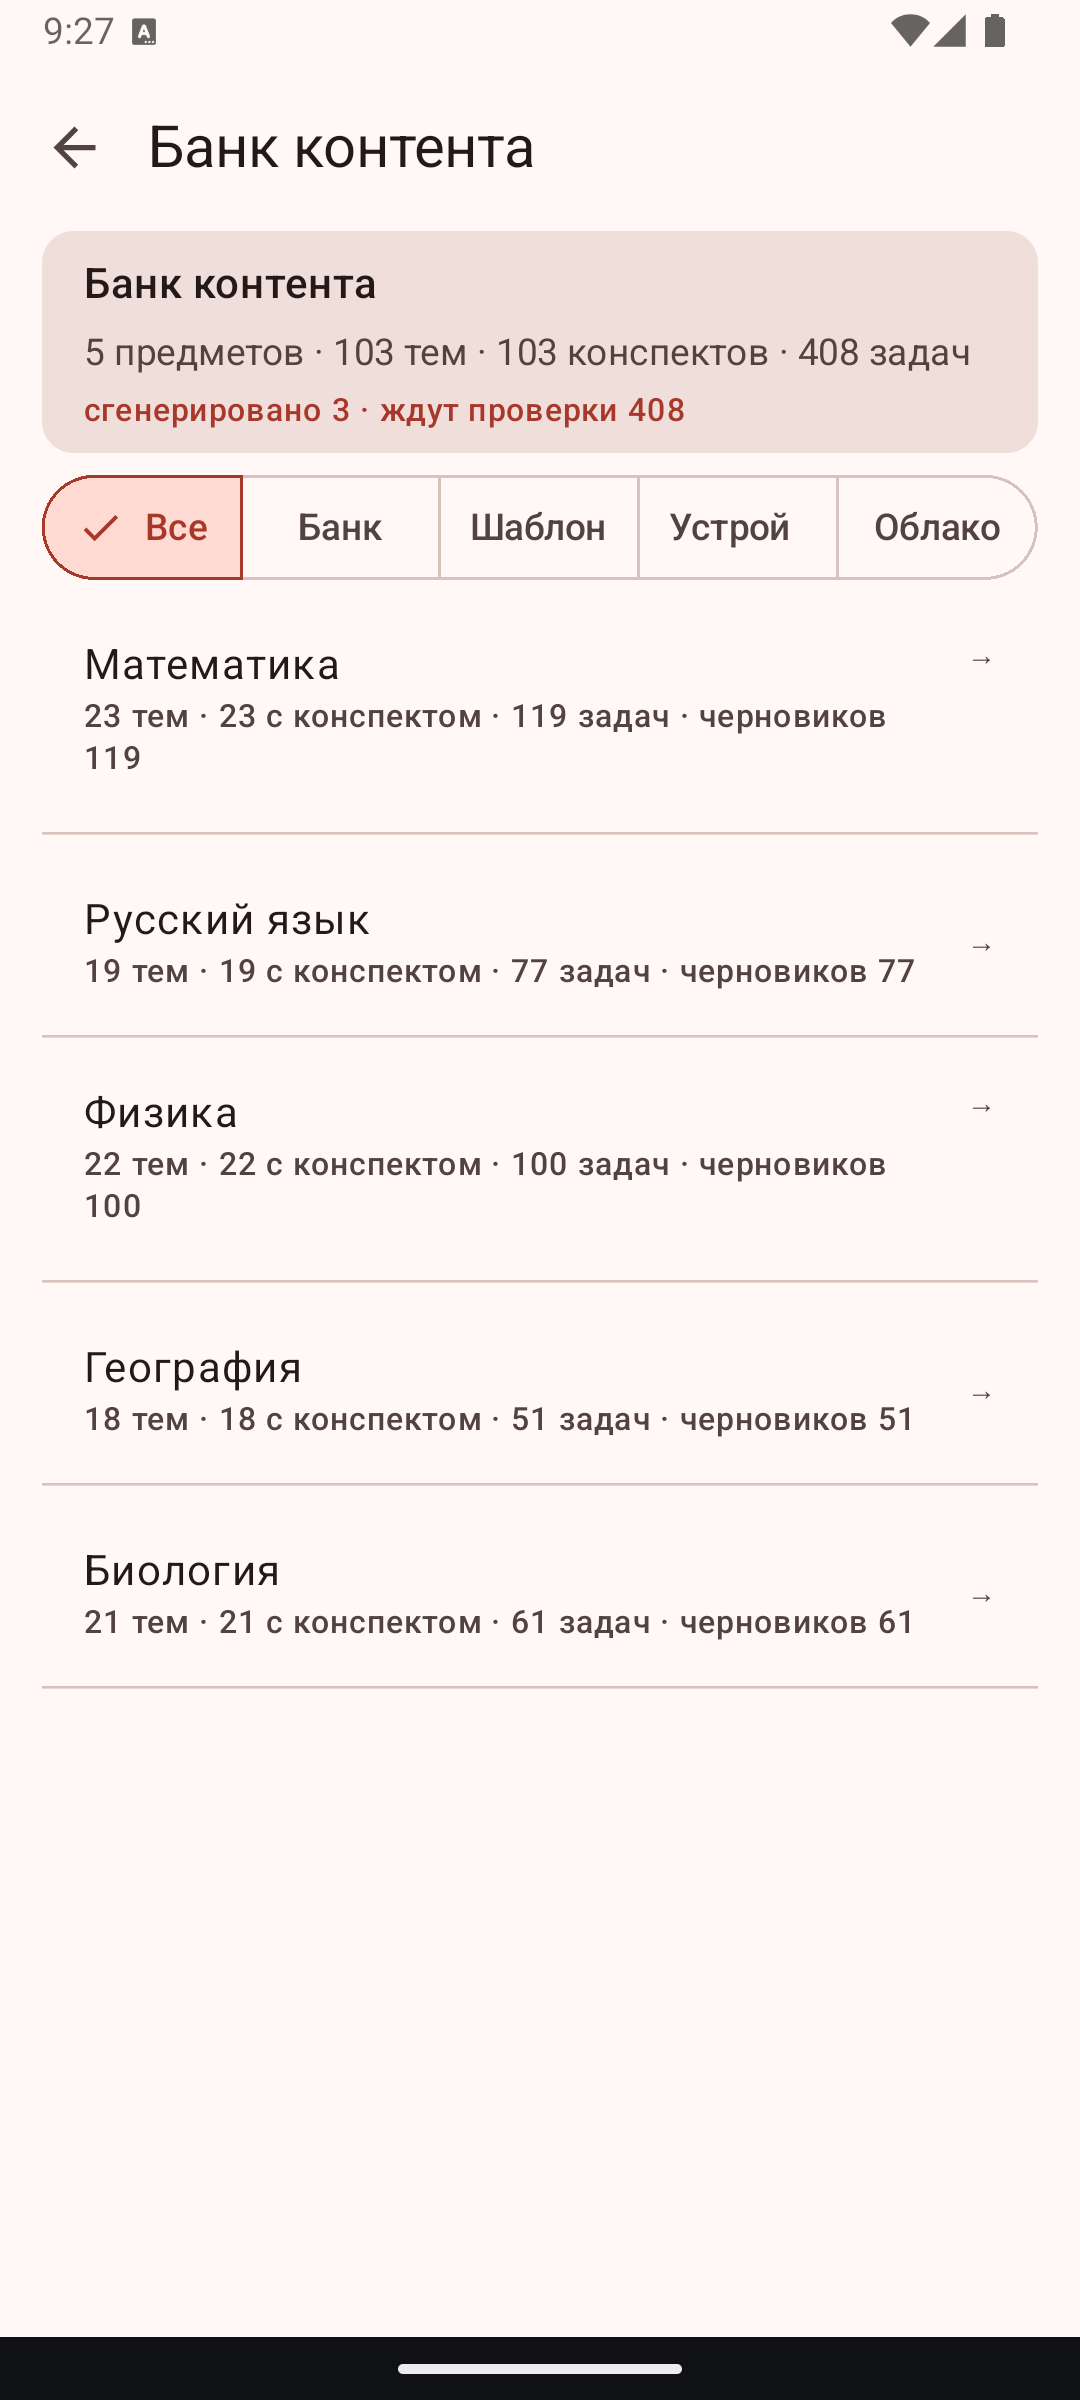 9:27
Банк контента
Банк контента
5 предметов · 103 тем · 103 конспектов · 408 задач
сгенерировано 3 · ждут проверки 408
Все Банк Шаблон Устрой Облако
Математика →
23 тем · 23 с конспектом · 119 задач · черновиков
119
Русский язык →
19 тем · 19 с конспектом · 77 задач · черновиков 77
Физика →
22 тем · 22 с конспектом · 100 задач · черновиков
100
География →
18 тем · 18 с конспектом · 51 задач · черновиков 51
Биология →
21 тем · 21 с конспектом · 61 задач · черновиков 61